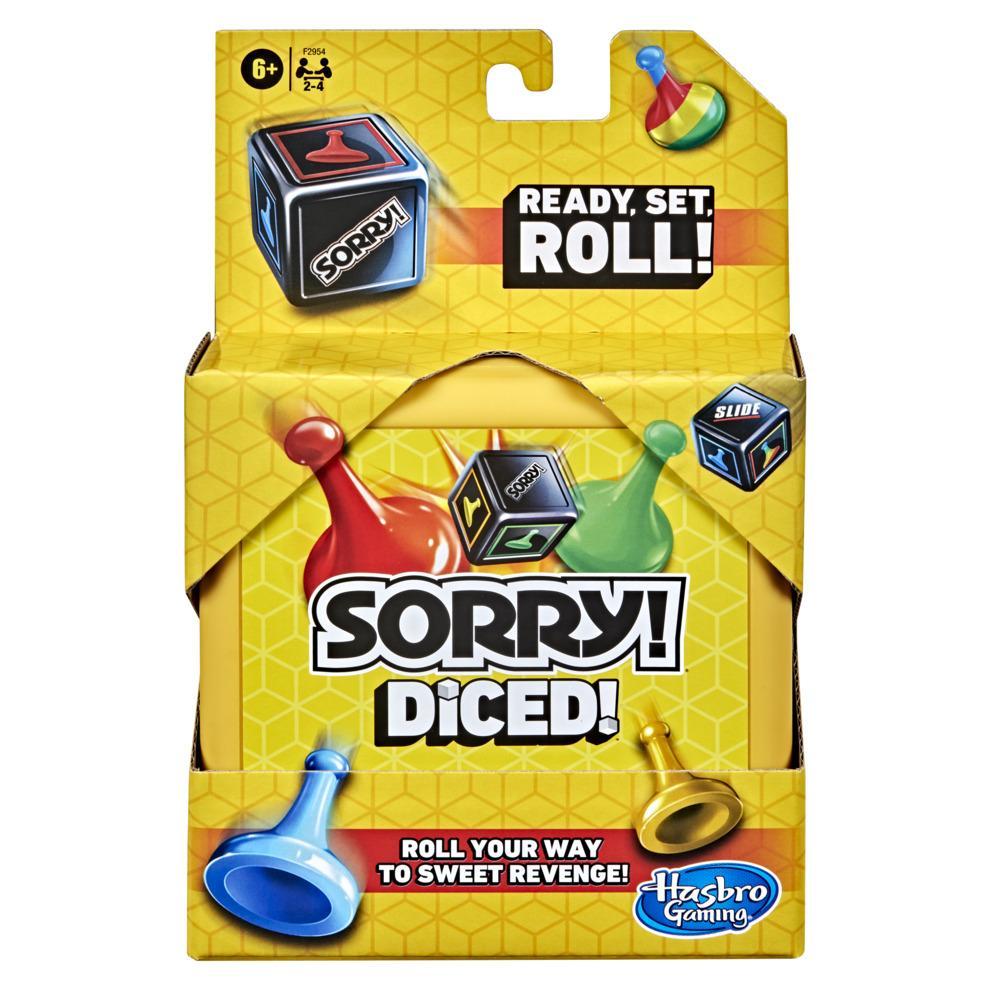 F2954
6+
2-4
SORRY!
READY, SET,
ROLL!
SLIDE
SORRY!
SORRY!
DiCED!
ROLL YOUR WAY
TO SWEET REVENGE!
Hasbro
Gaming